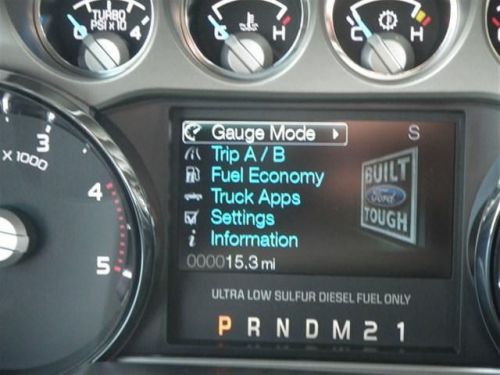 TURBO
PSI x 10
0 4
C H
C H
Gauge Mode S
Trip A / B
Fuel Economy
Truck Apps
Settings
Information
BUILT
Ford
TOUGH
000015.3 mi
3
x 1000
4
5
ULTRA LOW SULFUR DIESEL FUEL ONLY
P R N D M 2 1